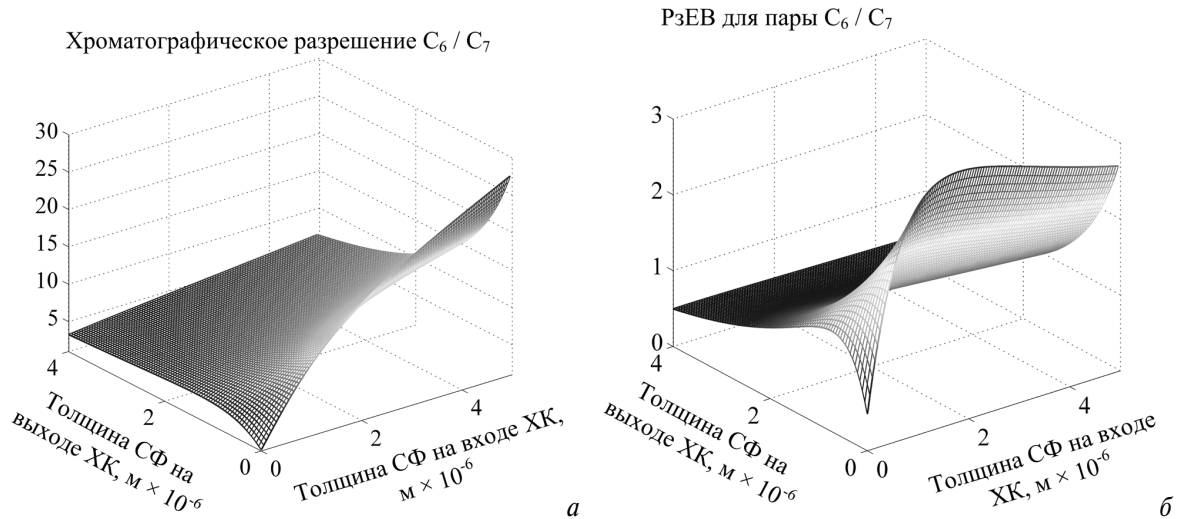 Хроматографическое разрешение C₆ / C₇
30
25
20
15
10
5
4
2
0
0
2
4
Толщина СФ на
выходе ХК, м × 10⁻⁶
Толщина СФ на входе ХК,
м × 10⁻⁶
а
РзЕВ для пары C₆ / C₇
3
2
1
0
4
2
0
0
2
4
Толщина СФ на
выходе ХК, м × 10⁻⁶
Толщина СФ на входе
ХК, м × 10⁻⁶
б